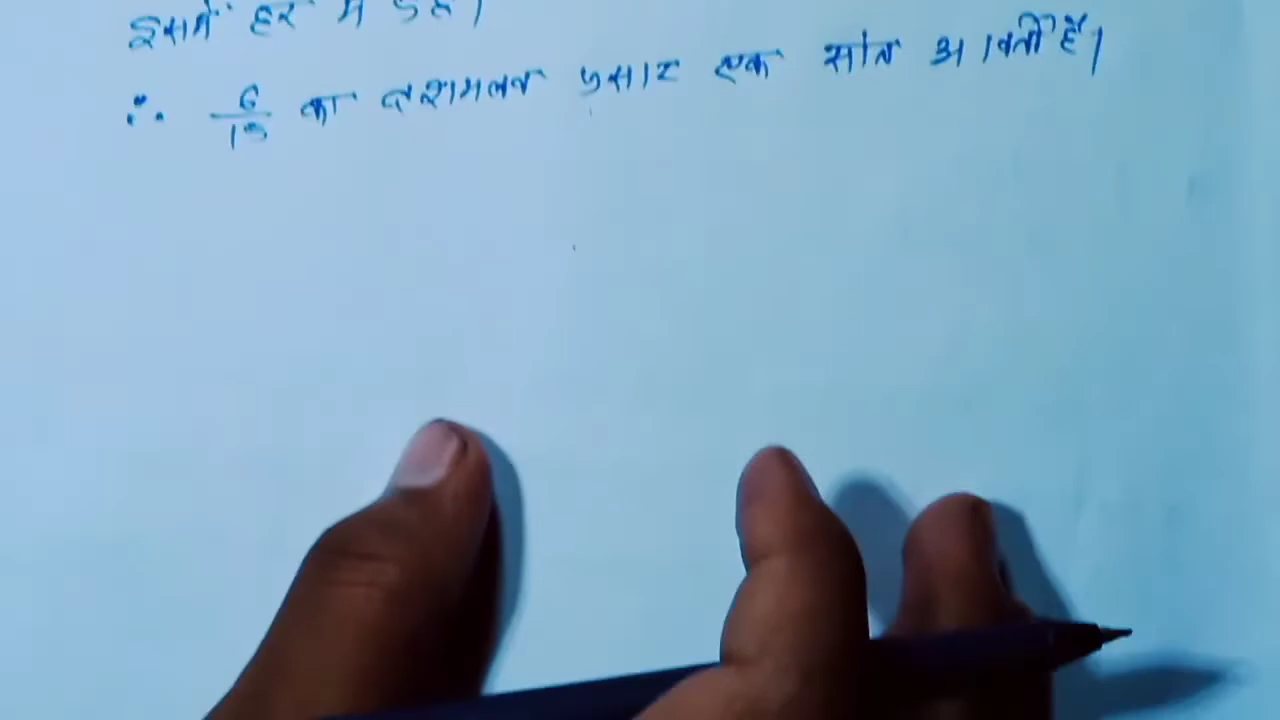 इसमें हर में 5 है।
∴ 6/15 का दशमलव प्रसार एक सांत आवर्ती है।